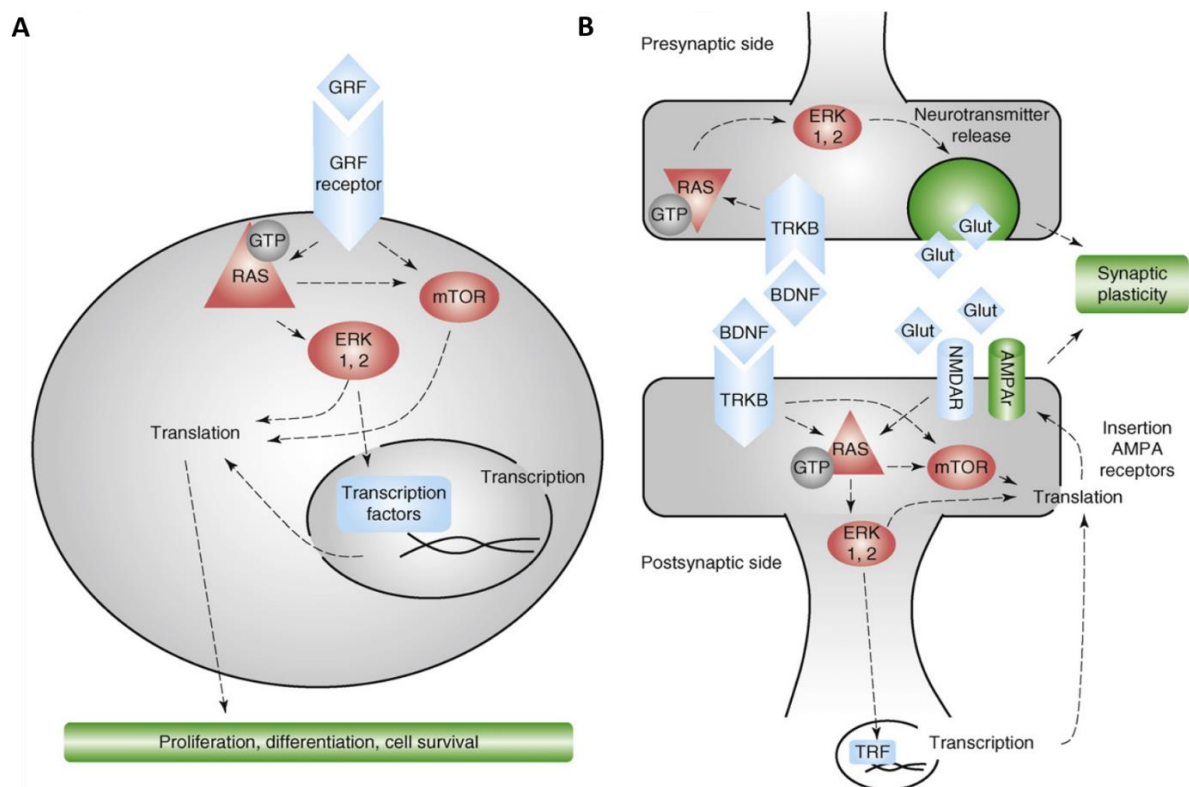 A
GRF
GRF
receptor
GTP
RAS
mTOR
ERK
1, 2
Translation
Transcription
Transcription
factors
Proliferation, differentiation, cell survival
B
Presynaptic side
ERK
1, 2
Neurotransmitter
release
RAS
GTP
TRKB
Glut
Glut
BDNF
Synaptic
plasticity
BDNF
Glut
Glut
TRKB
NMDAR
AMPAr
RAS
GTP
mTOR
Insertion
AMPA
receptors
Translation
ERK
1, 2
Postsynaptic side
TRF
Transcription